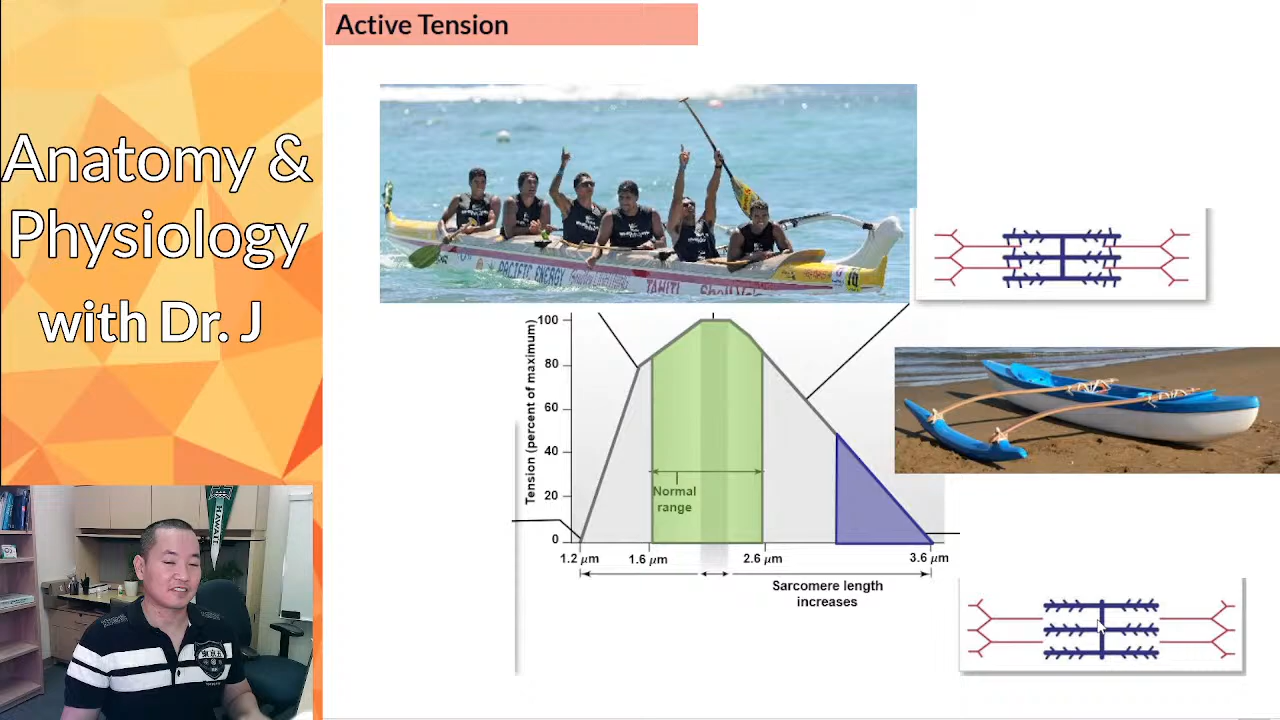 Active Tension
Anatomy &
Physiology
with Dr. J
PACIFIC ENERGY
TAHITI
HAWAII
Tension (percent of maximum)
100
80
60
40
20
0
Normal
range
1.2 μm
1.6 μm
2.6 μm
3.6 μm
Sarcomere length
increases